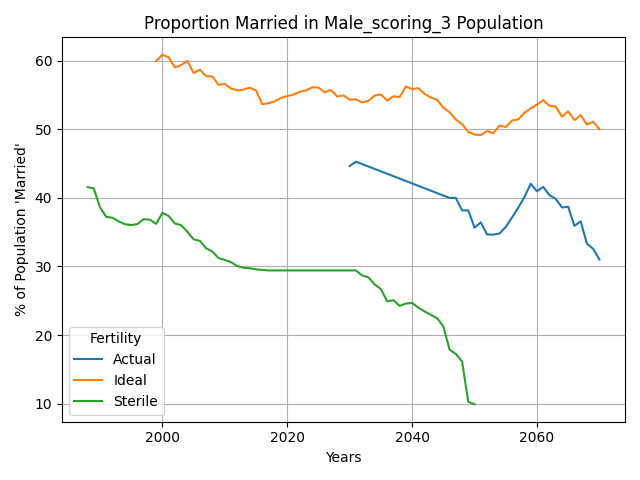 Proportion Married in Male_scoring_3 Population
% of Population 'Married'
60
50
40
30
20
10
Fertility
Actual
Ideal
Sterile
2000 2020 2040 2060
Years